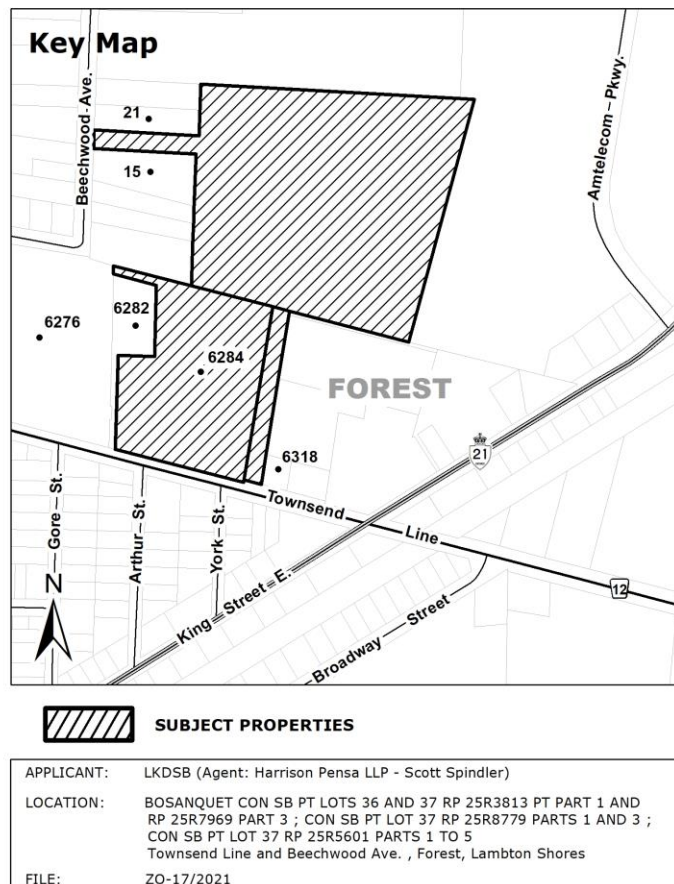 Key Map
Beechwood Ave.
21
15
Amtelecom Pkwy.
6282
6276
6284
FOREST
21
6318
Townsend Line
Gore St.
Arthur St.
York St.
12
N
King Street E.
Broadway Street
SUBJECT PROPERTIES
APPLICANT: LKDSB (Agent: Harrison Pensa LLP - Scott Spindler)
LOCATION: BOSANQUET CON SB PT LOTS 36 AND 37 RP 25R3813 PT PART 1 AND
RP 25R7969 PART 3 ; CON SB PT LOT 37 RP 25R8779 PARTS 1 AND 3 ;
CON SB PT LOT 37 RP 25R5601 PARTS 1 TO 5
Townsend Line and Beechwood Ave. , Forest, Lambton Shores
FILE: ZO-17/2021